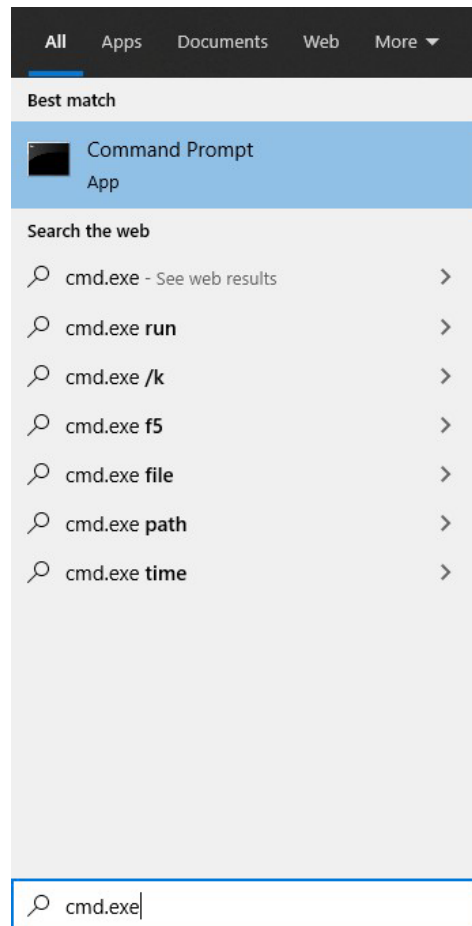 All Apps Documents Web More
Best match
Command Prompt
App
Search the web
cmd.exe - See web results
cmd.exe run
cmd.exe /k
cmd.exe f5
cmd.exe file
cmd.exe path
cmd.exe time
cmd.exe